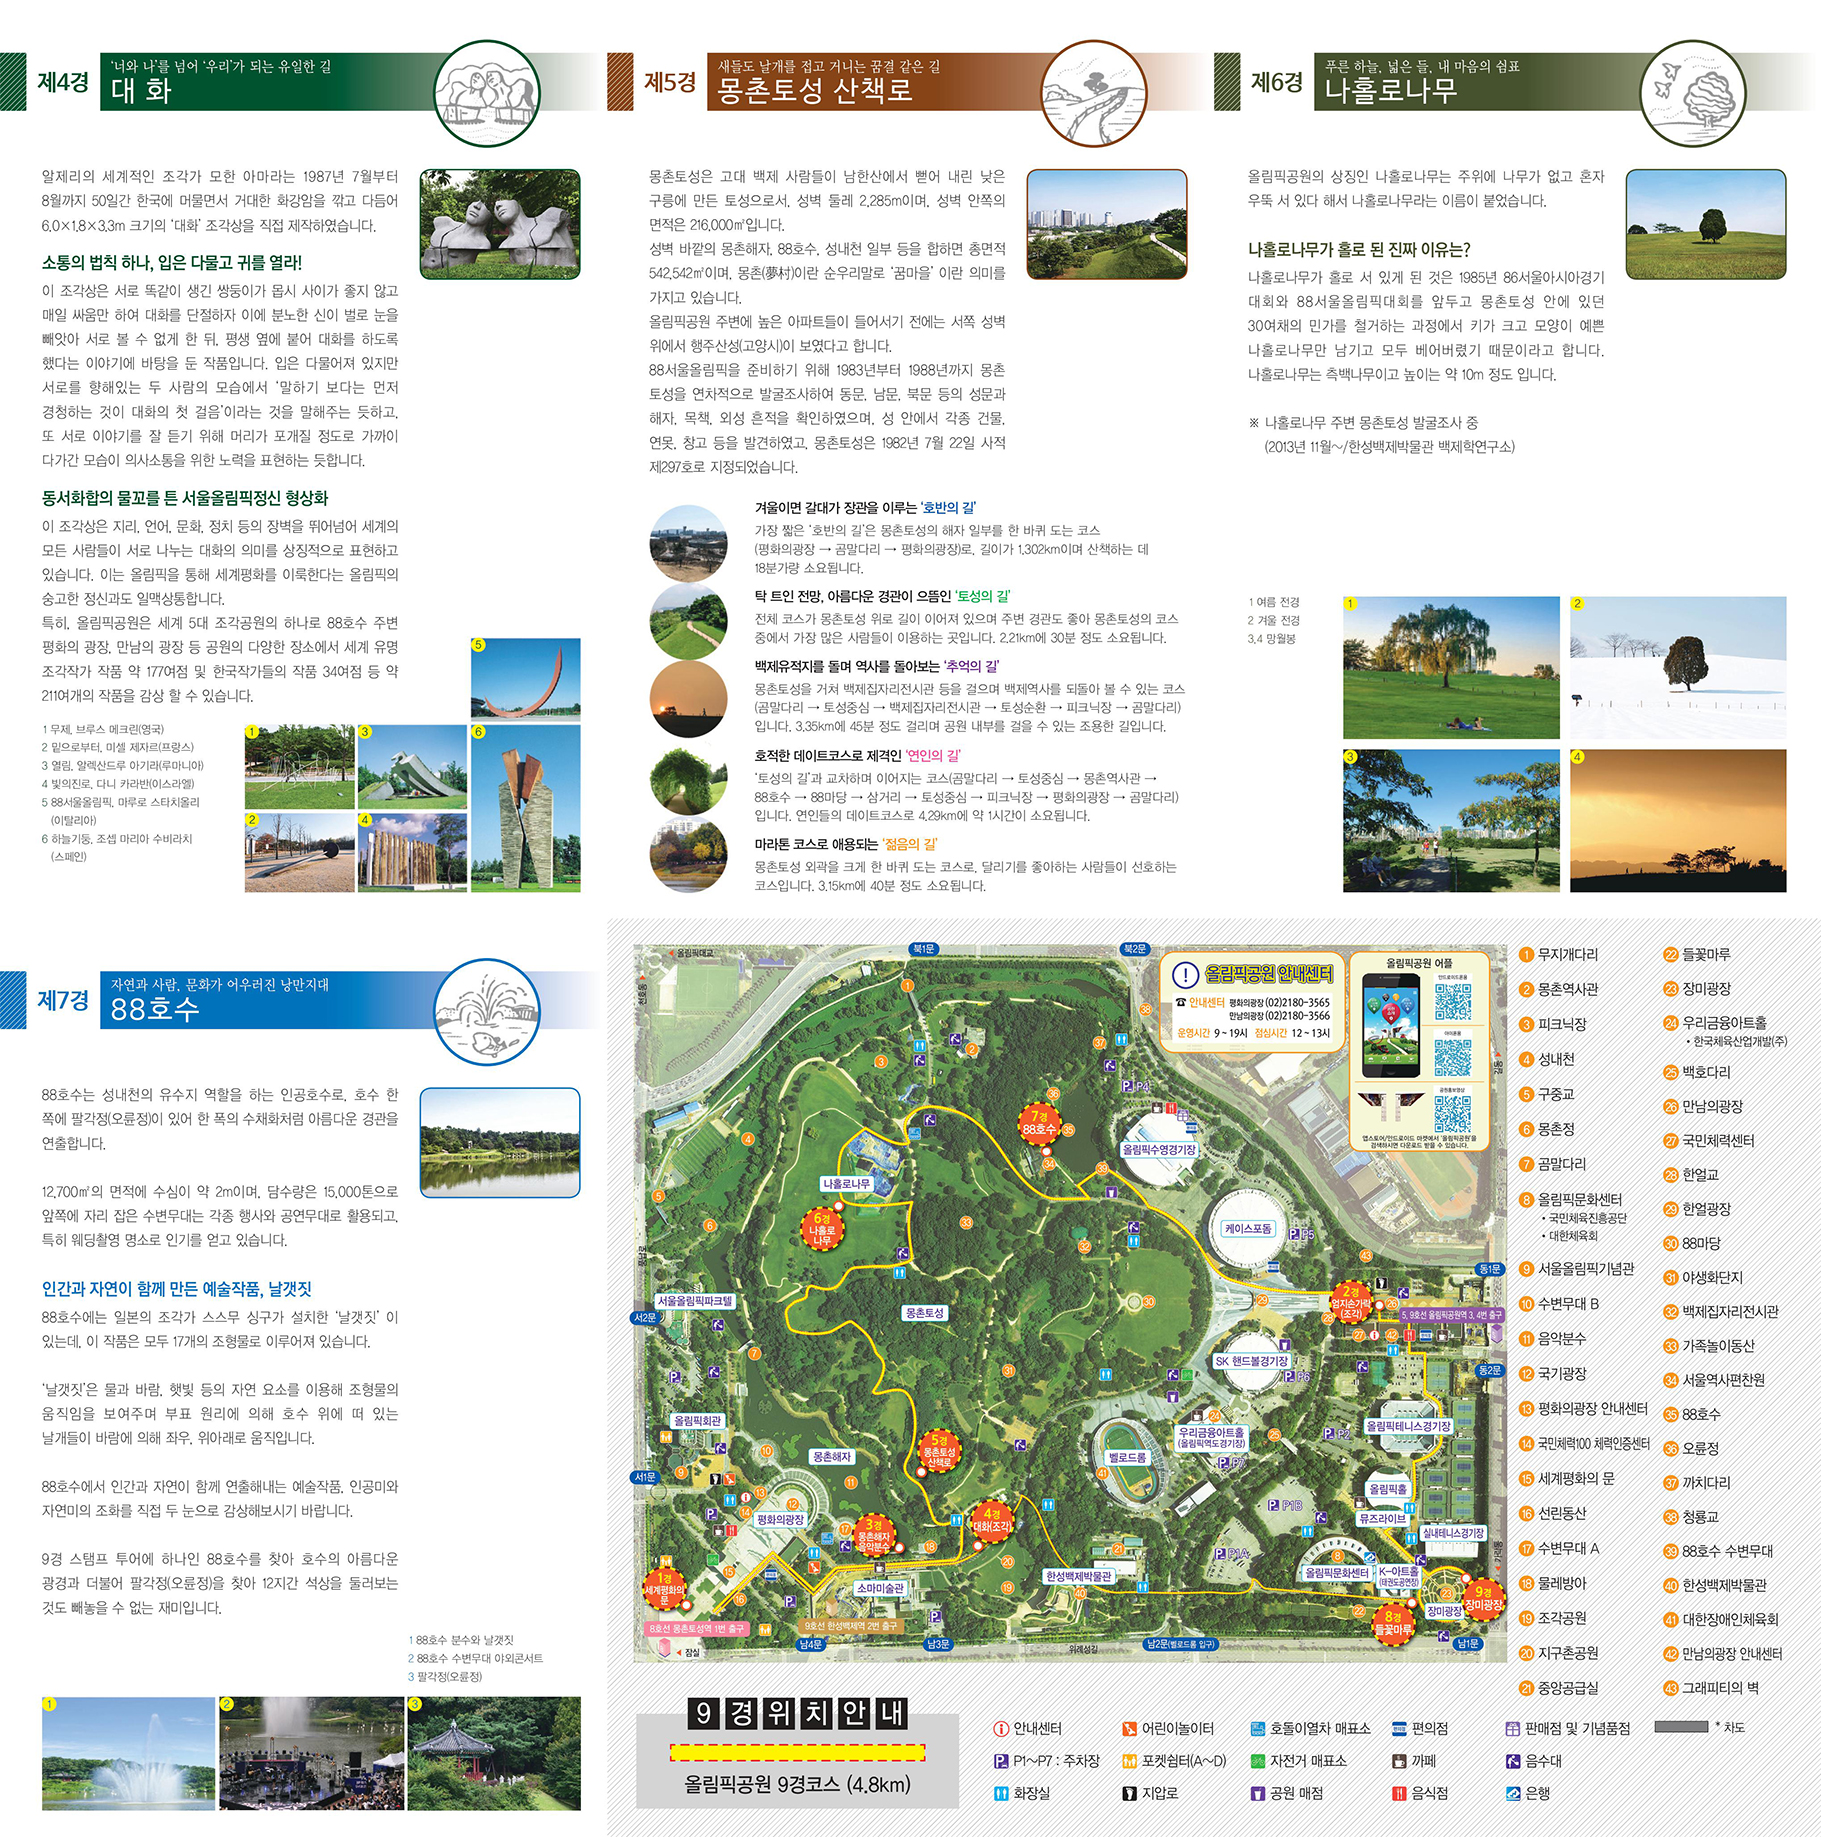 제4경
'너와 나'를 넘어 '우리'가 되는 유일한 길
대 화
알제리의 세계적인 조각가 모한 아마라는 1987년 7월부터
8월까지 50일간 한국에 머물면서 거대한 화강암을 깎고 다듬어
6.0×1.8×3.3m 크기의 '대화' 조각상을 직접 제작하였습니다.
소통의 법칙 하나, 입은 다물고 귀를 열라!
이 조각상은 서로 똑같이 생긴 쌍둥이가 몹시 사이가 좋지 않고
매일 싸움만 하여 대화를 단절하자 이에 분노한 신이 벌로 눈을
빼앗아 서로 볼 수 없게 한 뒤, 평생 옆에 붙어 대화를 하도록
했다는 이야기에 바탕을 둔 작품입니다. 입은 다물어져 있지만
서로를 향해있는 두 사람의 모습에서 '말하기 보다는 먼저
경청하는 것이 대화의 첫 걸음'이라는 것을 말해주는 듯하고,
또 서로 이야기를 잘 듣기 위해 머리가 포개질 정도로 가까이
다가간 모습이 의사소통을 위한 노력을 표현하는 듯합니다.
동서화합의 물꼬를 튼 서울올림픽정신 형상화
이 조각상은 지리, 언어, 문화, 정치 등의 장벽을 뛰어넘어 세계의
모든 사람들이 서로 나누는 대화의 의미를 상징적으로 표현하고
있습니다. 이는 올림픽을 통해 세계평화를 이룩한다는 올림픽의
숭고한 정신과도 일맥상통합니다.
특히, 올림픽공원은 세계 5대 조각공원의 하나로 88호수 주변
평화의 광장, 만남의 광장 등 공원의 다양한 장소에서 세계 유명
조각작가 작품 약 177여점 및 한국작가들의 작품 34여점 등 약
211여개의 작품을 감상 할 수 있습니다.
1 무제, 브루스 메크린(영국)
2 밑으로부터, 미셀 제자르(프랑스)
3 열림, 알렉산드루 아기라(루마니아)
4 빛의진로, 다니 카라반(이스라엘)
5 88서울올림픽, 마루로 스타치올리
(이탈리아)
6 하늘기둥, 조셉 마리아 수비라치
(스페인)
5
1
3
6
2
4
제5경
새들도 날개를 접고 거니는 꿈결 같은 길
몽촌토성 산책로
몽촌토성은 고대 백제 사람들이 남한산에서 뻗어 내린 낮은
구릉에 만든 토성으로서, 성벽 둘레 2,285m이며, 성벽 안쪽의
면적은 216,000㎡입니다.
성벽 바깥의 몽촌해자, 88호수, 성내천 일부 등을 합하면 총면적
542,542㎡이며, 몽촌(夢村)이란 순우리말로 '꿈마을' 이란 의미를
가지고 있습니다.
올림픽공원 주변에 높은 아파트들이 들어서기 전에는 서쪽 성벽
위에서 행주산성(고양시)이 보였다고 합니다.
88서울올림픽을 준비하기 위해 1983년부터 1988년까지 몽촌
토성을 연차적으로 발굴조사하여 동문, 남문, 북문 등의 성문과
해자, 목책, 외성 흔적을 확인하였으며, 성 안에서 각종 건물,
연못, 창고 등을 발견하였고, 몽촌토성은 1982년 7월 22일 사적
제297호로 지정되었습니다.
겨울이면 갈대가 장관을 이루는 '호반의 길'
가장 짧은 '호반의 길'은 몽촌토성의 해자 일부를 한 바퀴 도는 코스
(평화의광장 → 곰말다리 → 평화의광장)로, 길이가 1,302km이며 산책하는 데
18분가량 소요됩니다.
탁 트인 전망, 아름다운 경관이 으뜸인 '토성의 길'
전체 코스가 몽촌토성 위로 길이 이어져 있으며 주변 경관도 좋아 몽촌토성의 코스
중에서 가장 많은 사람들이 이용하는 곳입니다. 2.21km에 30분 정도 소요됩니다.
백제유적지를 돌며 역사를 돌아보는 '추억의 길'
몽촌토성을 거쳐 백제집자리전시관 등을 걸으며 백제역사를 되돌아 볼 수 있는 코스
(곰말다리 → 토성중심 → 백제집자리전시관 → 토성순환 → 피크닉장 → 곰말다리)
입니다. 3.35km에 45분 정도 걸리며 공원 내부를 걸을 수 있는 조용한 길입니다.
호적한 데이트코스로 제격인 '연인의 길'
'토성의 길'과 교차하며 이어지는 코스(곰말다리 → 토성중심 → 몽촌역사관 →
88호수 → 88마당 → 삼거리 → 토성중심 → 피크닉장 → 평화의광장 → 곰말다리)
입니다. 연인들의 데이트코스로 4.29km에 약 1시간이 소요됩니다.
마라톤 코스로 애용되는 '젊음의 길'
몽촌토성 외곽을 크게 한 바퀴 도는 코스로, 달리기를 좋아하는 사람들이 선호하는
코스입니다. 3.15km에 40분 정도 소요됩니다.
제6경
푸른 하늘, 넓은 들, 내 마음의 쉼표
나홀로나무
올림픽공원의 상징인 나홀로나무는 주위에 나무가 없고 혼자
우뚝 서 있다 해서 나홀로나무라는 이름이 붙었습니다.
나홀로나무가 홀로 된 진짜 이유는?
나홀로나무가 홀로 서 있게 된 것은 1985년 86서울아시아경기
대회와 88서울올림픽대회를 앞두고 몽촌토성 안에 있던
30여채의 민가를 철거하는 과정에서 키가 크고 모양이 예쁜
나홀로나무만 남기고 모두 베어버렸기 때문이라고 합니다.
나홀로나무는 측백나무이고 높이는 약 10m 정도 입니다.
※ 나홀로나무 주변 몽촌토성 발굴조사 중
(2013년 11월~/한성백제박물관 백제학연구소)
1 여름 전경
2 겨울 전경
3,4 망월봉
1
2
3
4
제7경
자연과 사람, 문화가 어우러진 낭만지대
88호수
88호수는 성내천의 유수지 역할을 하는 인공호수로, 호수 한
쪽에 팔각정(오륜정)이 있어 한 폭의 수채화처럼 아름다운 경관을
연출합니다.
12,700㎡의 면적에 수심이 약 2m이며, 담수량은 15,000톤으로
앞쪽에 자리 잡은 수변무대는 각종 행사와 공연무대로 활용되고,
특히 웨딩촬영 명소로 인기를 얻고 있습니다.
인간과 자연이 함께 만든 예술작품, 날갯짓
88호수에는 일본의 조각가 스스무 싱구가 설치한 '날갯짓' 이
있는데, 이 작품은 모두 17개의 조형물로 이루어져 있습니다.
'날갯짓'은 물과 바람, 햇빛 등의 자연 요소를 이용해 조형물의
움직임을 보여주며 부표 원리에 의해 호수 위에 떠 있는
날개들이 바람에 의해 좌우, 위아래로 움직입니다.
88호수에서 인간과 자연이 함께 연출해내는 예술작품, 인공미와
자연미의 조화를 직접 두 눈으로 감상해보시기 바랍니다.
9경 스탬프 투어에 하나인 88호수를 찾아 호수의 아름다운
광경과 더불어 팔각정(오륜정)을 찾아 12지간 석상을 둘러보는
것도 빼놓을 수 없는 재미입니다.
1 88호수 분수와 날갯짓
2 88호수 수변무대 야외콘서트
3 팔각정(오륜정)
1
2
3
올림픽대교
북1문
북2문
올림픽공원 안내센터
안내센터 평화의광장 (02)2180-3565
만남의광장 (02)2180-3566
운영시간 9~19시 점심시간 12~13시
올림픽공원 어플
안드로이드폰용
아이폰용
공원홍보영상
앱스토어/안드로이드 마켓에서 '올림픽공원'을
검색하시면 다운로드 받을 수 있습니다.
P4
7경
88호수
올림픽수영경기장
나홀로나무
6경
나홀로
나무
케이스포돔
P5
서울올림픽파크텔
몽촌토성
동1문
2경
엄지손가락
(조각)
5, 9호선 올림픽공원역 3, 4번 출구
서2문
SK 핸드볼경기장
P6
동2문
올림픽회관
몽촌해자
5경
몽촌토성
산책로
우리금융아트홀
(올림픽역도경기장)
벨로드롬
P7
P2
올림픽테니스경기장
서1문
평화의광장
3경
몽촌해자
음악분수
4경
대화(조각)
P1B
올림픽홀
뮤즈라이브
실내테니스경기장
P1A
1경
세계평화의
문
소마미술관
한성백제박물관
올림픽문화센터
K-아트홀
(태권도공연장)
장미광장
9경
장미광장
8경
들꽃마루
8호선 몽촌토성역 1번 출구
9호선 한성백제역 2번 출구
잠실
남4문
남3문
위례성길
남2문(벨로드롬 입구)
남1문
1 무지개다리
2 몽촌역사관
3 피크닉장
4 성내천
5 구중교
6 몽촌정
7 곰말다리
8 올림픽문화센터
• 국민체육진흥공단
• 대한체육회
9 서울올림픽기념관
10 수변무대 B
11 음악분수
12 국기광장
13 평화의광장 안내센터
14 국민체력100 체력인증센터
15 세계평화의 문
16 선린동산
17 수변무대 A
18 물레방아
19 조각공원
20 지구촌공원
21 중앙공급실
22 들꽃마루
23 장미광장
24 우리금융아트홀
• 한국체육산업개발(주)
25 백호다리
26 만남의광장
27 국민체력센터
28 한얼교
29 한얼광장
30 88마당
31 야생화단지
32 백제집자리전시관
33 가족놀이동산
34 서울역사편찬원
35 88호수
36 오륜정
37 까치다리
38 청룡교
39 88호수 수변무대
40 한성백제박물관
41 대한장애인체육회
42 만남의광장 안내센터
43 그래피티의 벽
9경위치안내
올림픽공원 9경코스 (4.8km)
안내센터
P1~P7 : 주차장
화장실
어린이놀이터
포켓쉼터(A~D)
지압로
호돌이열차 매표소
자전거 매표소
공원 매점
편의점
까페
음식점
판매점 및 기념품점
음수대
은행
* 차도